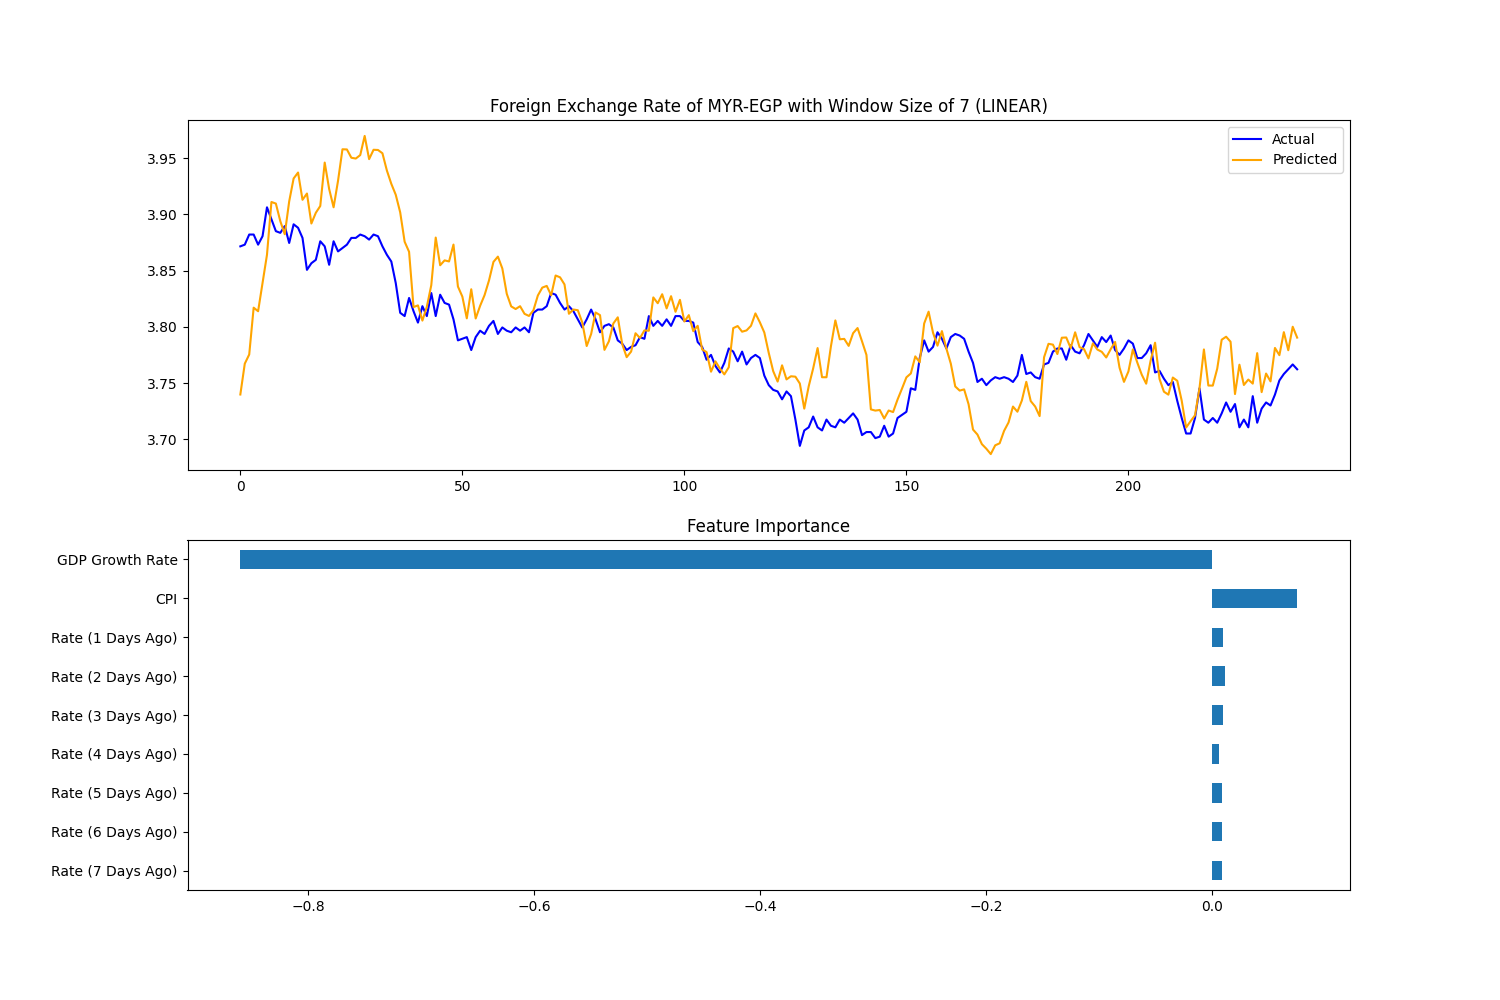 Foreign Exchange Rate of MYR-EGP with Window Size of 7 (LINEAR)
Actual
Predicted
3.95
3.90
3.85
3.80
3.75
3.70
0 50 100 150 200
Feature Importance
GDP Growth Rate
CPI
Rate (1 Days Ago)
Rate (2 Days Ago)
Rate (3 Days Ago)
Rate (4 Days Ago)
Rate (5 Days Ago)
Rate (6 Days Ago)
Rate (7 Days Ago)
−0.8 −0.6 −0.4 −0.2 0.0